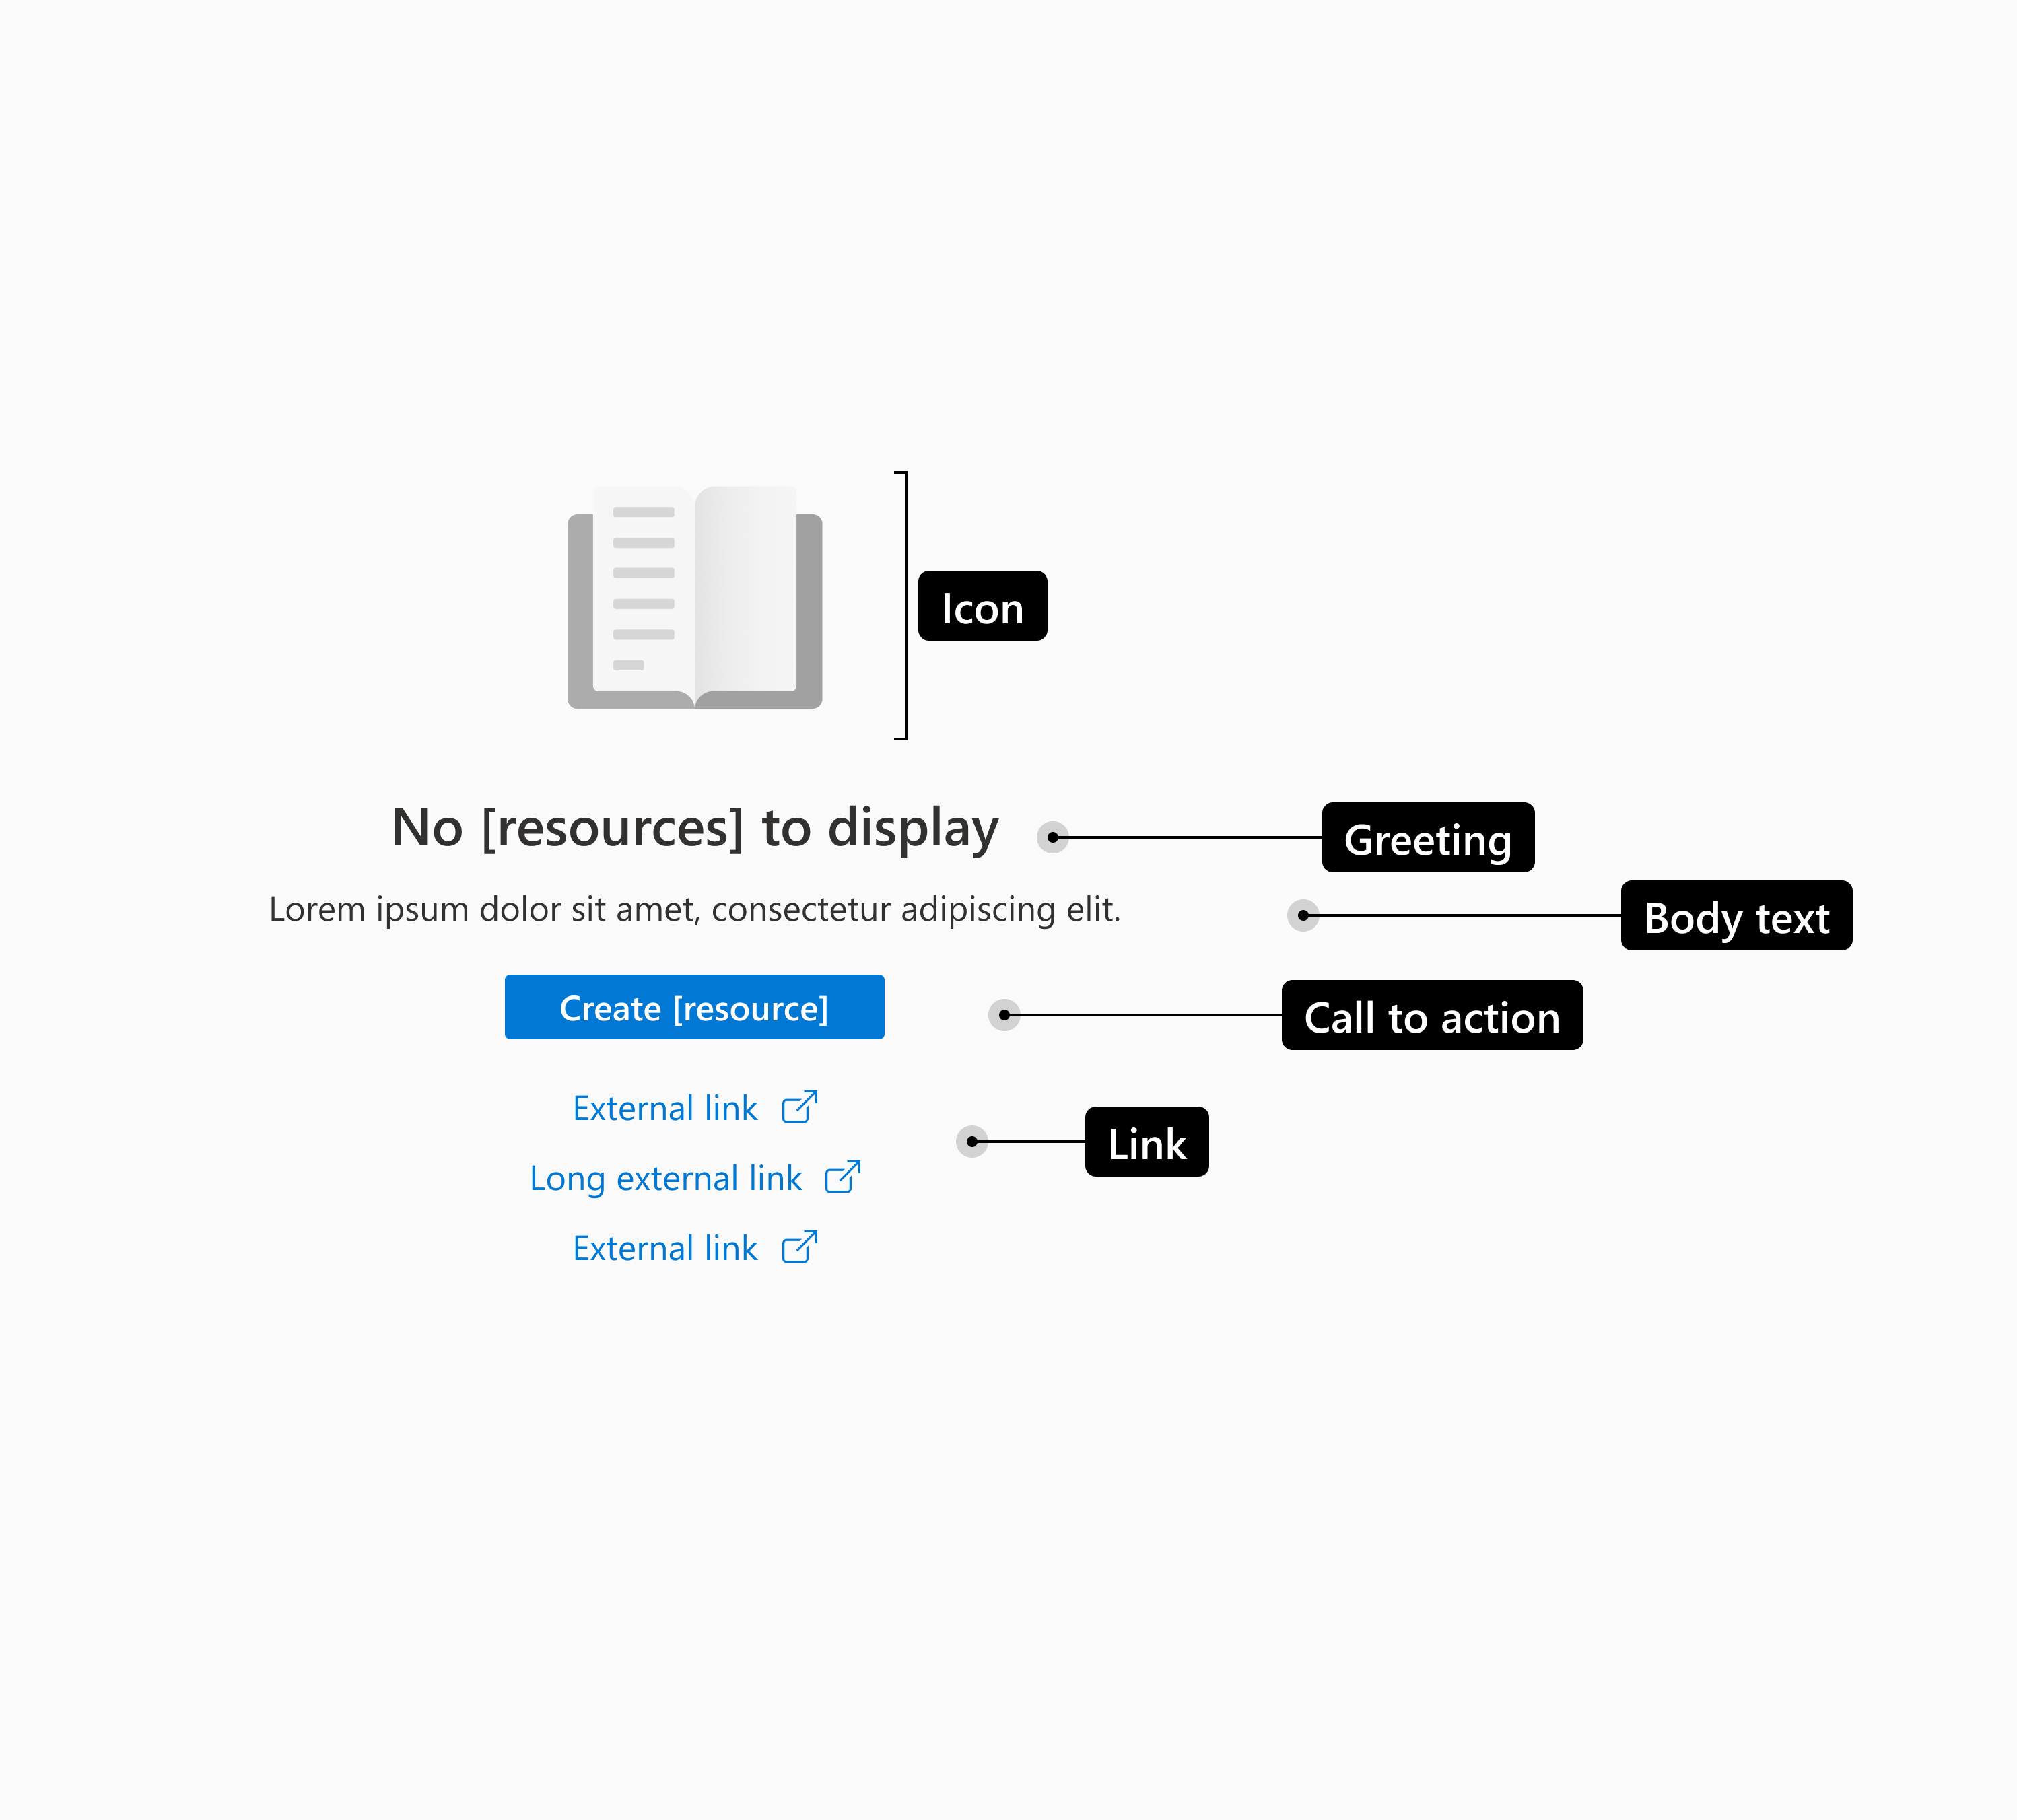 Icon
No [resources] to display
Greeting
Lorem ipsum dolor sit amet, consectetur adipiscing elit.
Body text
Create [resource]
Call to action
External link
Link
Long external link
External link